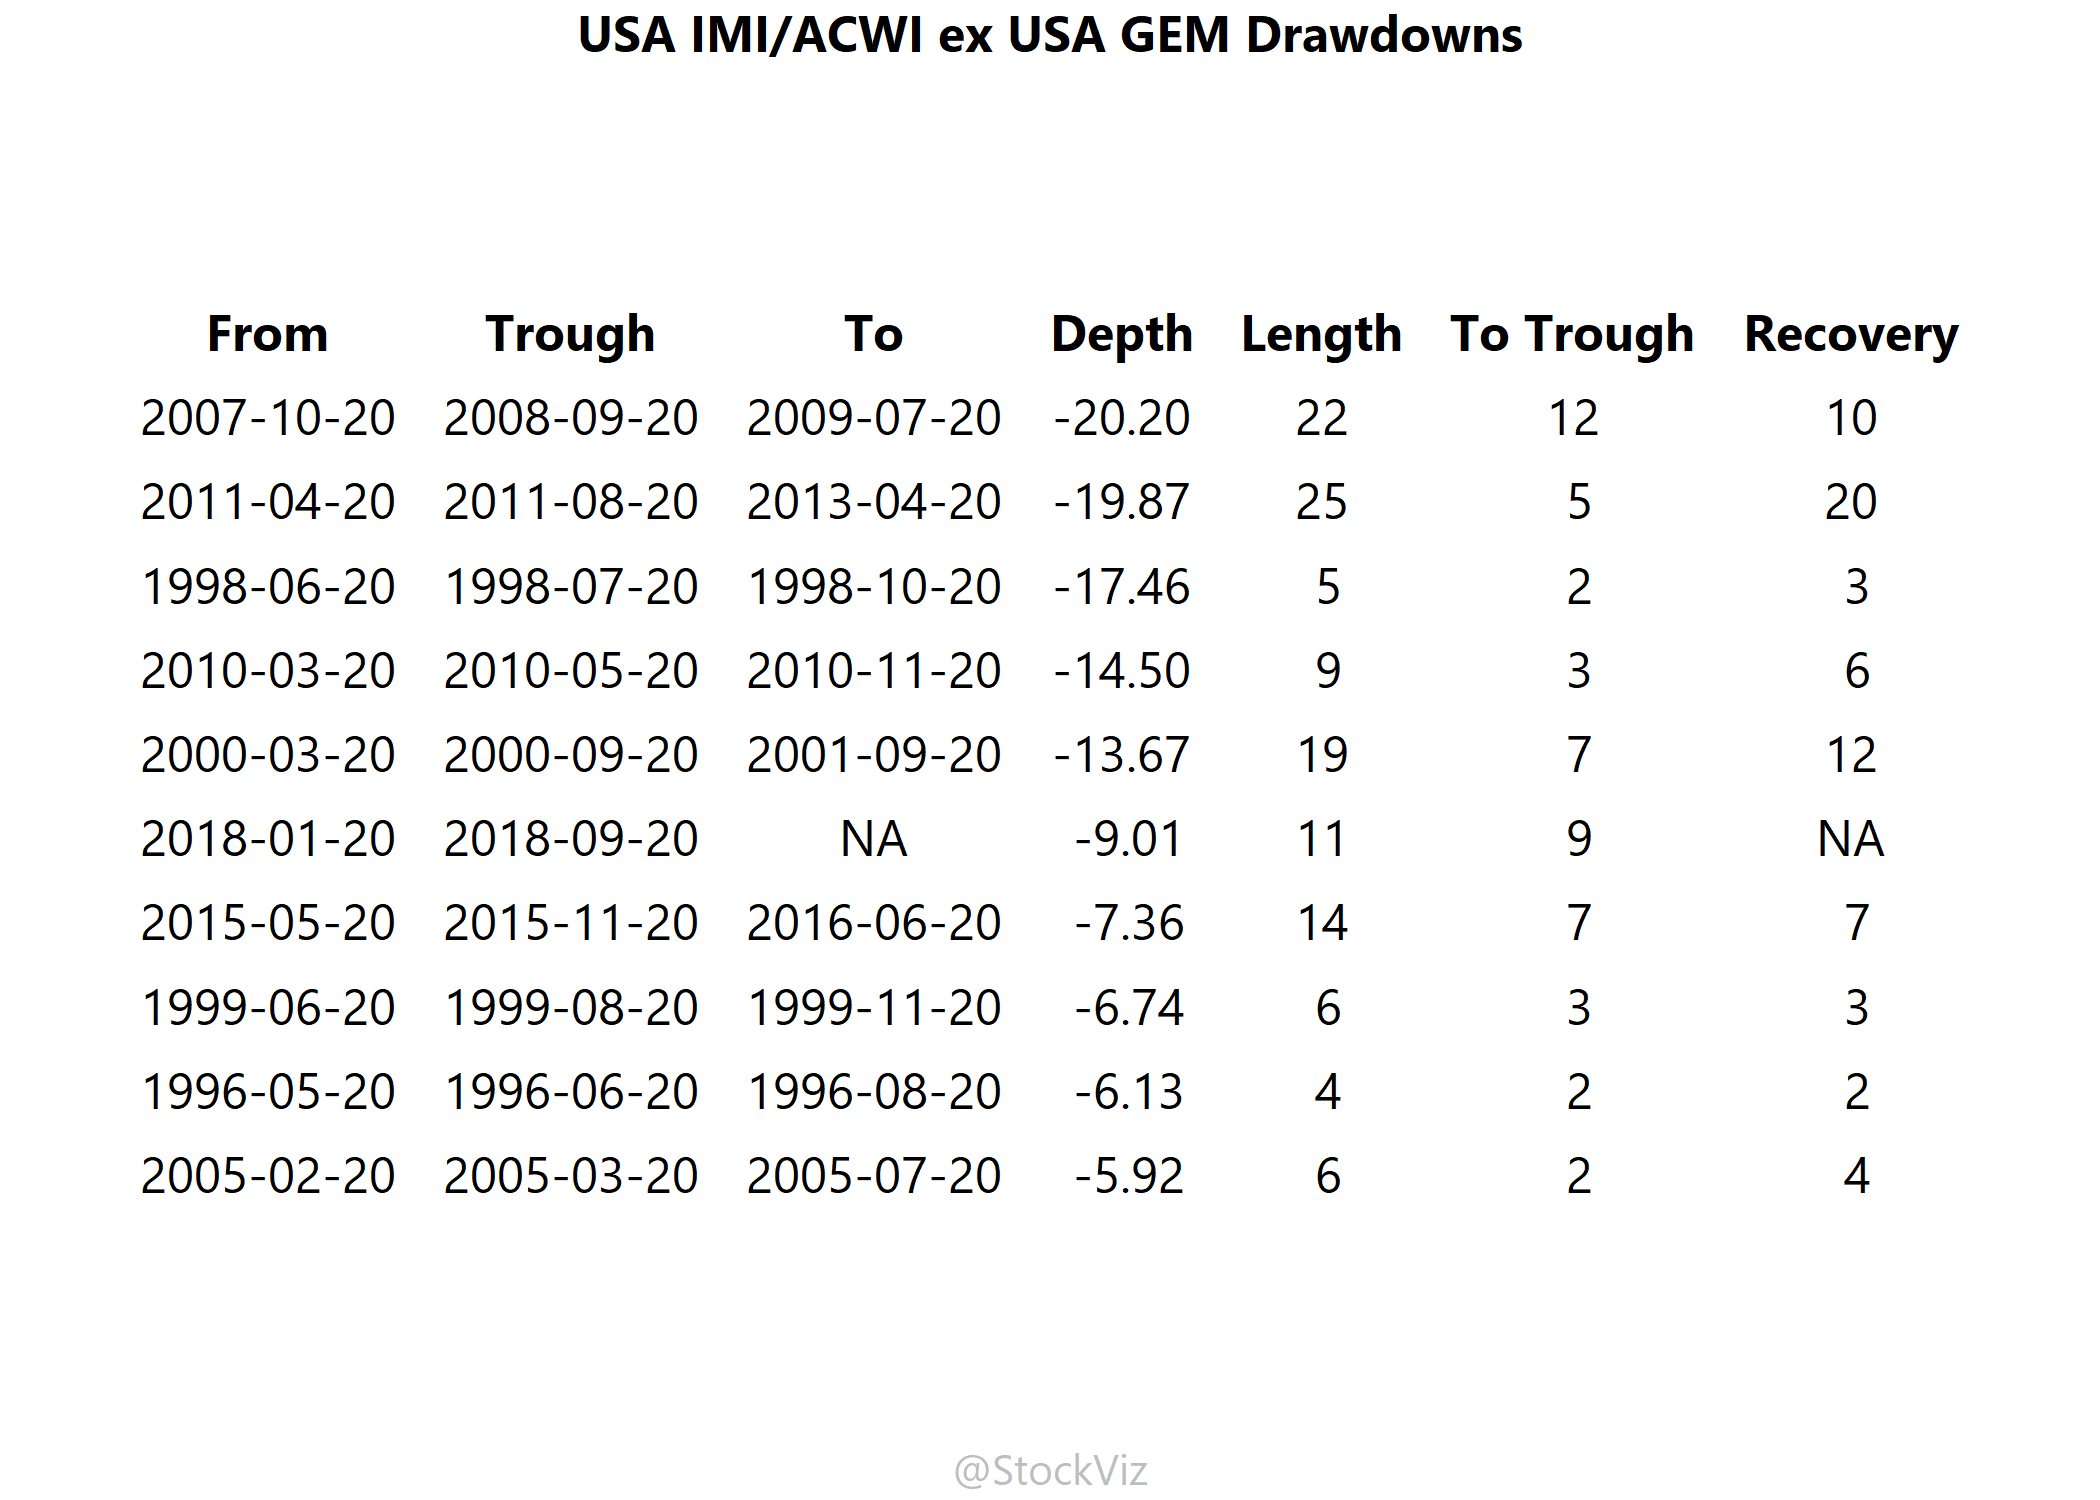 USA IMI/ACWI ex USA GEM Drawdowns
From Trough To Depth Length To Trough Recovery
2007-10-20 2008-09-20 2009-07-20 -20.20 22 12 10
2011-04-20 2011-08-20 2013-04-20 -19.87 25 5 20
1998-06-20 1998-07-20 1998-10-20 -17.46 5 2 3
2010-03-20 2010-05-20 2010-11-20 -14.50 9 3 6
2000-03-20 2000-09-20 2001-09-20 -13.67 19 7 12
2018-01-20 2018-09-20 NA -9.01 11 9 NA
2015-05-20 2015-11-20 2016-06-20 -7.36 14 7 7
1999-06-20 1999-08-20 1999-11-20 -6.74 6 3 3
1996-05-20 1996-06-20 1996-08-20 -6.13 4 2 2
2005-02-20 2005-03-20 2005-07-20 -5.92 6 2 4
@StockViz